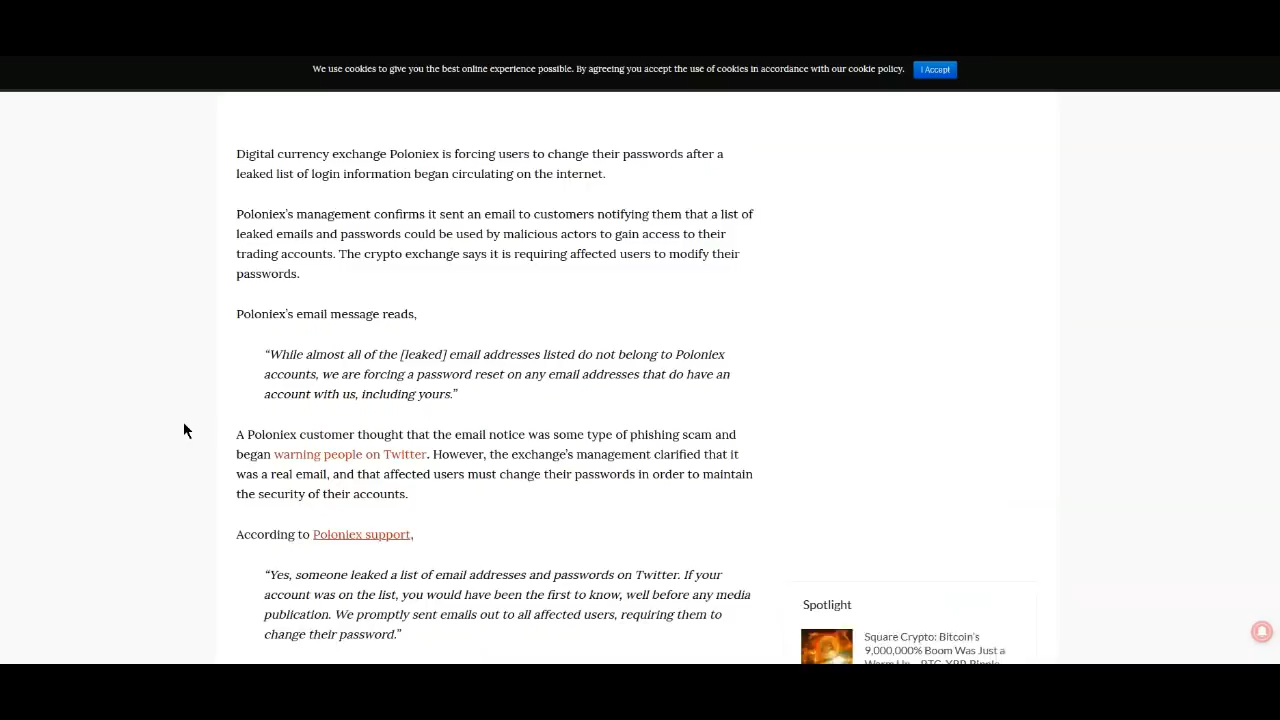 We use cookies to give you the best online experience possible. By agreeing you accept the use of cookies in accordance with our cookie policy.
I Accept
Digital currency exchange Poloniex is forcing users to change their passwords after a
leaked list of login information began circulating on the internet.
Poloniex’s management confirms it sent an email to customers notifying them that a list of
leaked emails and passwords could be used by malicious actors to gain access to their
trading accounts. The crypto exchange says it is requiring affected users to modify their
passwords.
Poloniex’s email message reads,
“While almost all of the [leaked] email addresses listed do not belong to Poloniex
accounts, we are forcing a password reset on any email addresses that do have an
account with us, including yours.”
A Poloniex customer thought that the email notice was some type of phishing scam and
began warning people on Twitter. However, the exchange’s management clarified that it
was a real email, and that affected users must change their passwords in order to maintain
the security of their accounts.
According to Poloniex support,
“Yes, someone leaked a list of email addresses and passwords on Twitter. If your
account was on the list, you would have been the first to know, well before any media
publication. We promptly sent emails out to all affected users, requiring them to
change their password.”
Spotlight
Square Crypto: Bitcoin's
9,000,000% Boom Was Just a